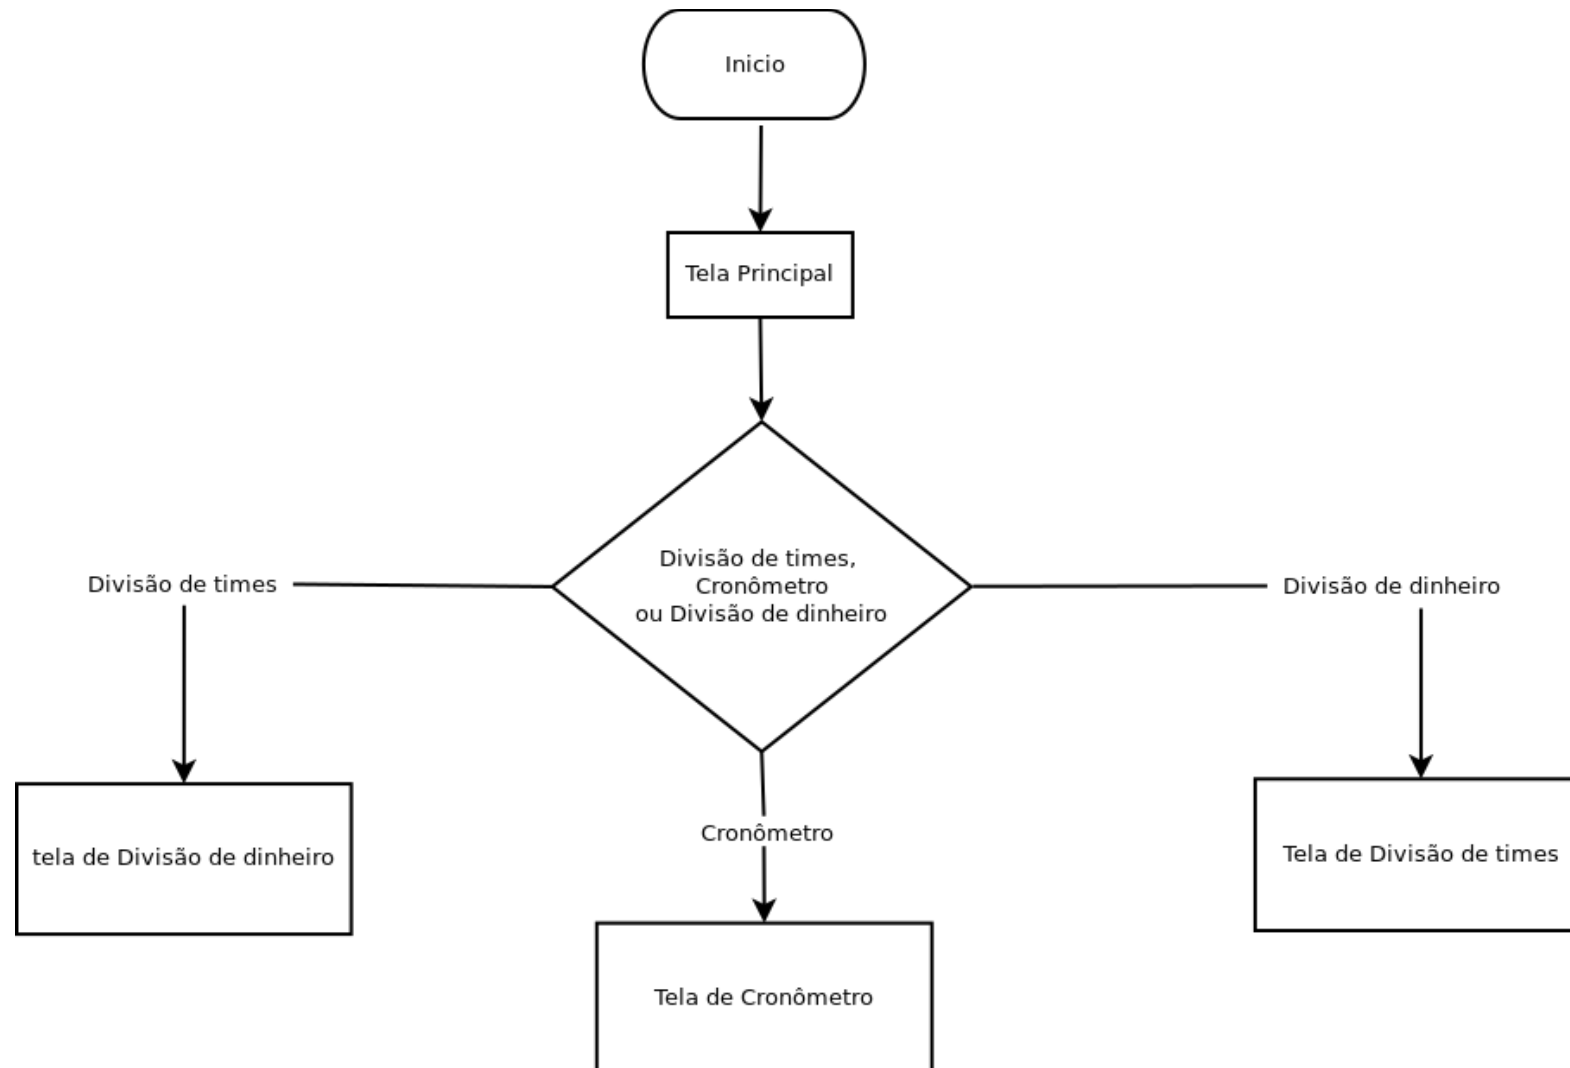 Inicio
Tela Principal
Divisão de times,
Cronômetro
ou Divisão de dinheiro
Divisão de times
Divisão de dinheiro
Cronômetro
tela de Divisão de dinheiro
Tela de Divisão de times
Tela de Cronômetro